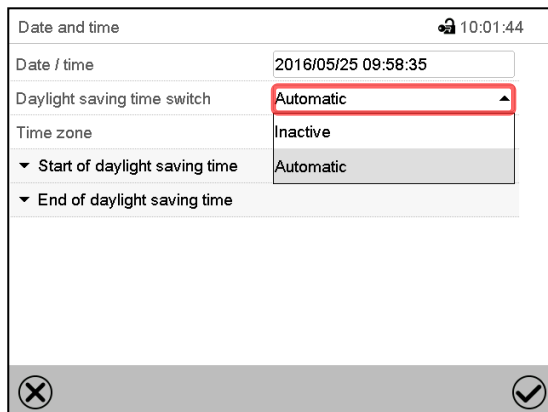 Date and time 10:01:44
Date / time 2016/05/25 09:58:35
Daylight saving time switch Automatic
Time zone Inactive
Start of daylight saving time Automatic
End of daylight saving time